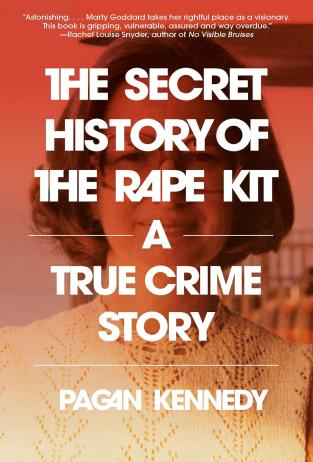 "Astonishing. . . . Marty Goddard takes her rightful place as a visionary.
This book is gripping, vulnerable, assured and way overdue."
—Rachel Louise Snyder, author of No Visible Bruises
THE SECRET
HISTORY OF
THE RAPE KIT
A
TRUE CRIME
STORY
PAGAN KENNEDY